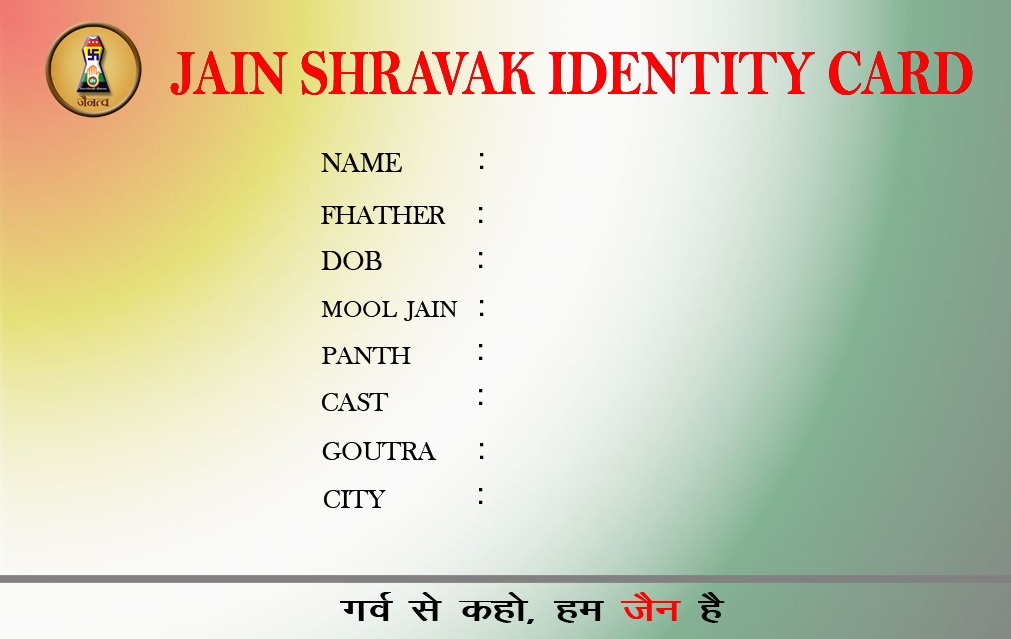 JAIN SHRAVAK IDENTITY CARD
जैनत्व
NAME :
FHATHER :
DOB :
MOOL JAIN :
PANTH :
CAST :
GOUTRA :
CITY :
गर्व से कहो, हम जैन है